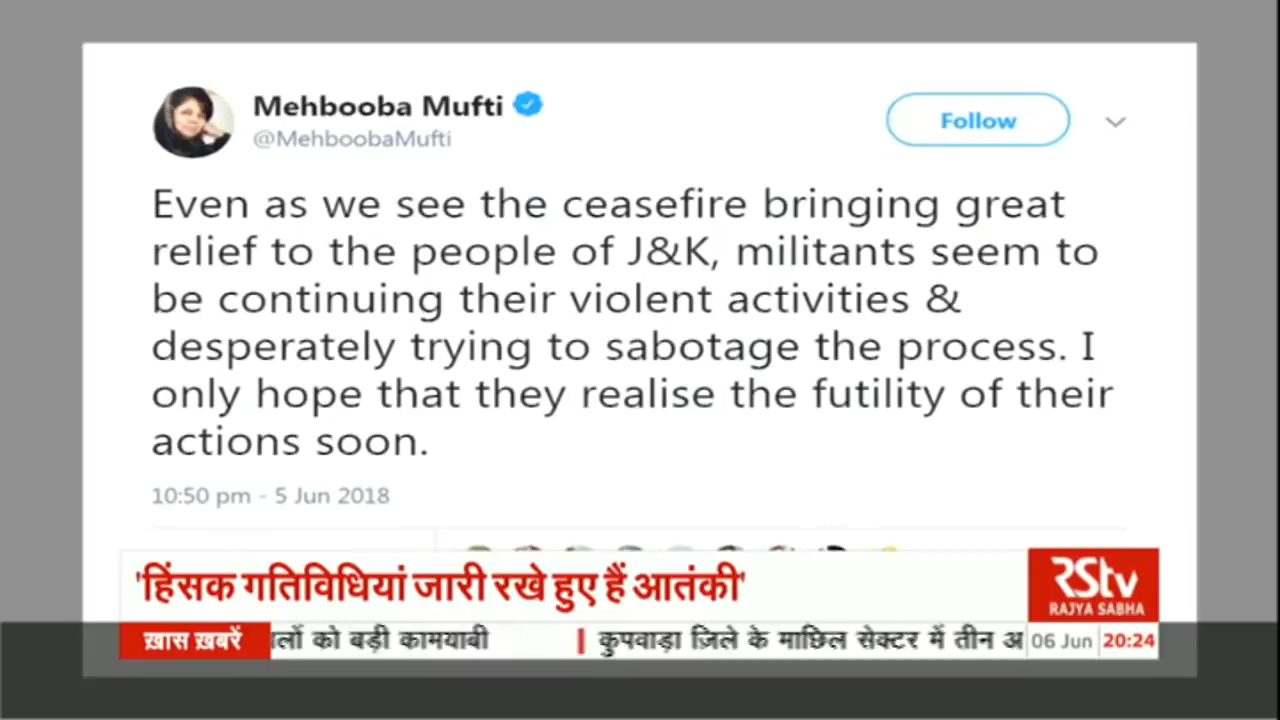 Mehbooba Mufti
@MehboobaMufti
Follow
Even as we see the ceasefire bringing great
relief to the people of J&K, militants seem to
be continuing their violent activities &
desperately trying to sabotage the process. I
only hope that they realise the futility of their
actions soon.
10:50 pm - 5 Jun 2018
'हिंसक गतिविधियां जारी रखे हुए हैं आतंकी'
RStv
RAJYA SABHA
ख़ास ख़बरें
को बड़ी कामयाबी | कुपवाड़ा ज़िले के माछिल सेक्टर में तीन
06 Jun 20:24